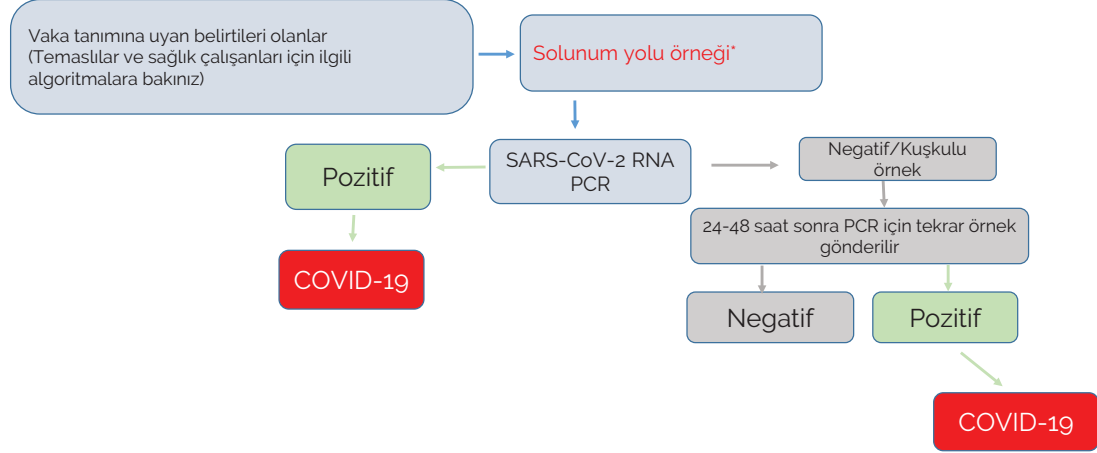 Vaka tanımına uyan belirtileri olanlar
(Temaslılar ve sağlık çalışanları için ilgili
algoritmalara bakınız)
Solunum yolu örneği*
SARS-CoV-2 RNA
PCR
Pozitif
COVID-19
Negatif/Kuşkulu
örnek
24-48 saat sonra PCR için tekrar örnek
gönderilir
Negatif
Pozitif
COVID-19